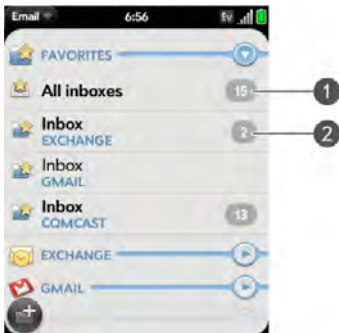 Email 6:56 Ev
FAVORITES
All inboxes 15 1
Inbox 2 2
EXCHANGE
Inbox
GMAIL
Inbox 13
COMCAST
EXCHANGE
GMAIL